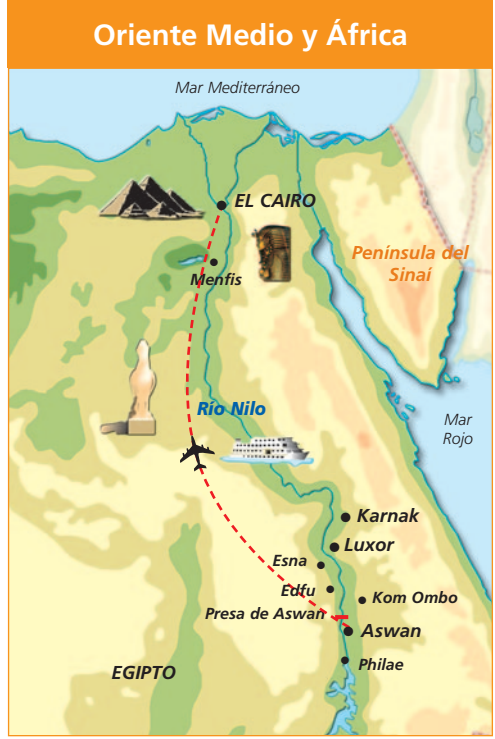 Oriente Medio y África
Mar Mediterráneo
EL CAIRO
Península del
Sinaí
Menfis
Río Nilo
Mar
Rojo
Karnak
Luxor
Esna
Edfu
Kom Ombo
Presa de Aswan
Aswan
Philae
EGIPTO